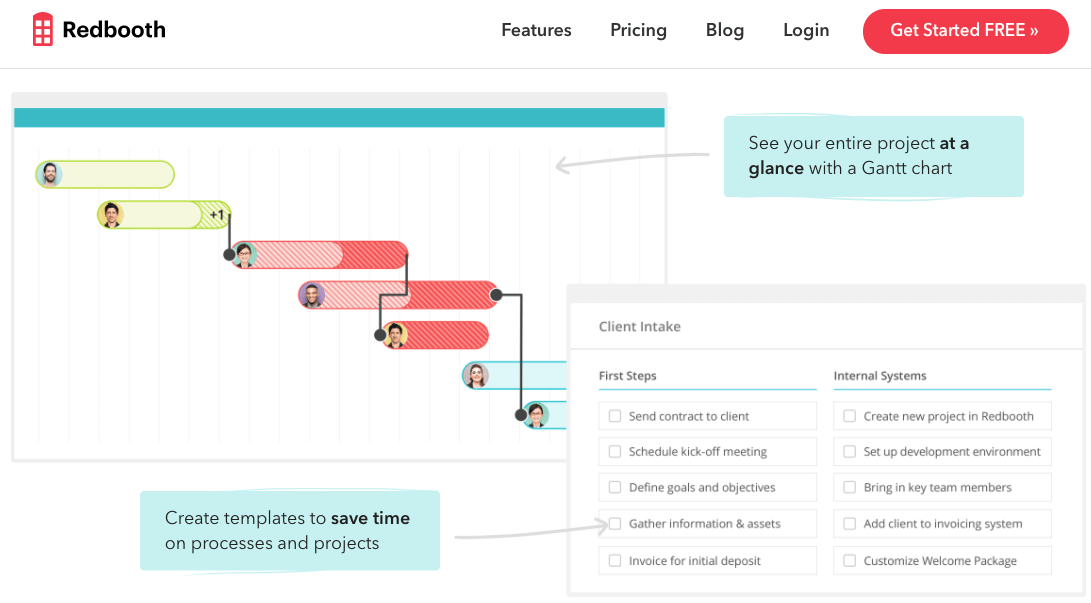 Redbooth
Features
Pricing
Blog
Login
Get Started FREE »
See your entire project at a
glance with a Gantt chart
+1
Client Intake
First Steps
Send contract to client
Schedule kick-off meeting
Define goals and objectives
Gather information & assets
Invoice for initial deposit
Internal Systems
Create new project in Redbooth
Set up development environment
Bring in key team members
Add client to invoicing system
Customize Welcome Package
Create templates to save time
on processes and projects